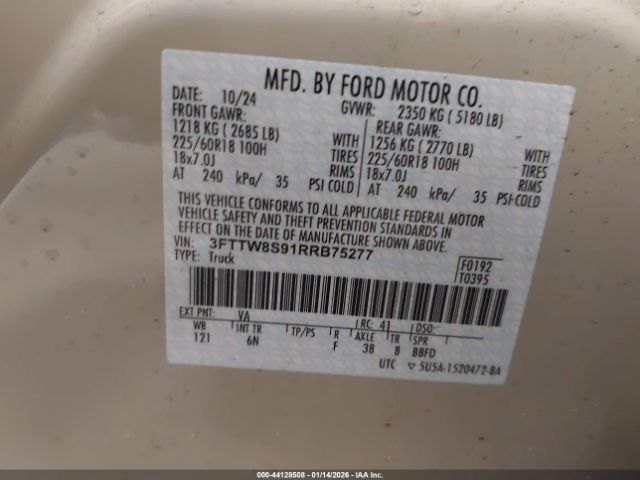 MFD. BY FORD MOTOR CO.
DATE: 10/24 GVWR: 2350 KG ( 5180 LB)
FRONT GAWR: REAR GAWR:
1218 KG ( 2685 LB) WITH 1256 KG ( 2770 LB) WITH
225/60R18 100H TIRES 225/60R18 100H TIRES
18x7.0J RIMS 18x7.0J RIMS
AT 240 kPa/ 35 PSI COLD AT 240 kPa/ 35 PSI-COLD
THIS VEHICLE CONFORMS TO ALL APPLICABLE FEDERAL MOTOR
VEHICLE SAFETY AND THEFT PREVENTION STANDARDS IN
EFFECT ON THE DATE OF MANUFACTURE SHOWN ABOVE.
VIN: 3FTTW8S91RRB75277
TYPE: Truck
F0192
T0395
EXT PNT: VA RC: 41 DSO:
WB INT TR TP/PS R AXLE TR SPR
121 6N F 38 8 BBFD
UTC ▽ 5U5A-1520472-BA
000-44128508 - 01/14/2026 - IAA Inc.